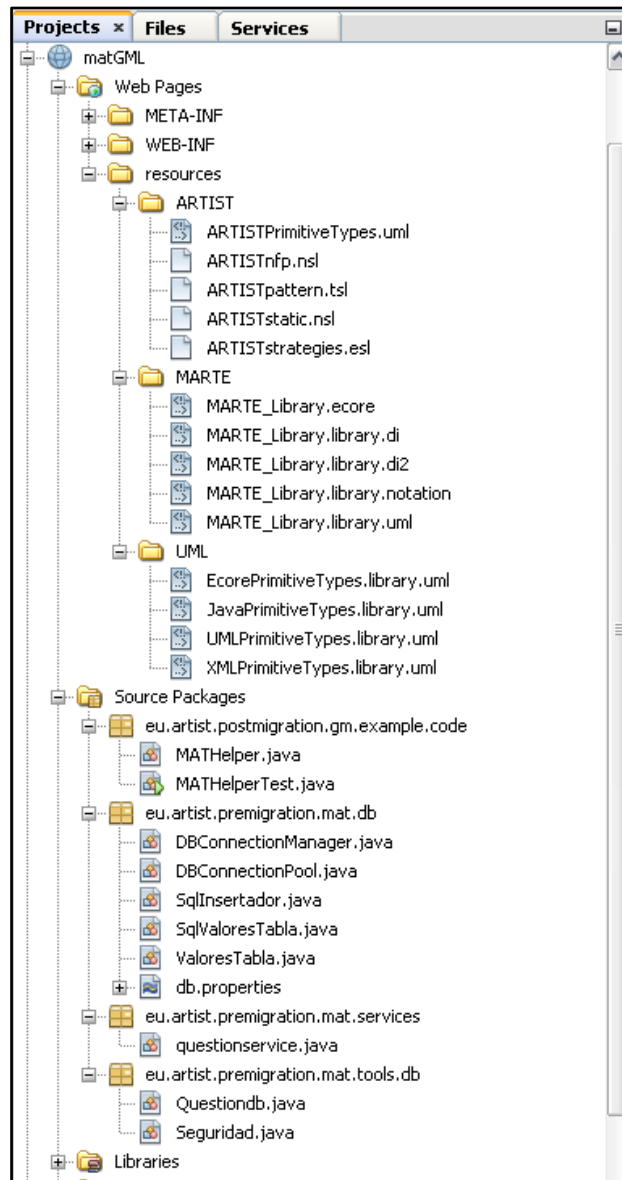 Projects × Files Services
matGML
Web Pages
META-INF
WEB-INF
resources
ARTIST
ARTISTPrimitiveTypes.uml
ARTISTnfp.nsl
ARTISTpattern.tsl
ARTISTstatic.nsl
ARTISTstrategies.esl
MARTE
MARTE_Library.ecore
MARTE_Library.library.di
MARTE_Library.library.di2
MARTE_Library.library.notation
MARTE_Library.library.uml
UML
EcorePrimitiveTypes.library.uml
JavaPrimitiveTypes.library.uml
UMLPrimitiveTypes.library.uml
XMLPrimitiveTypes.library.uml
Source Packages
eu.artist.postmigration.gm.example.code
MATHelper.java
MATHelperTest.java
eu.artist.premigration.mat.db
DBConnectionManager.java
DBConnectionPool.java
SqlInsertador.java
SqlValoresTabla.java
ValoresTabla.java
db.properties
eu.artist.premigration.mat.services
questionservice.java
eu.artist.premigration.mat.tools.db
Questiondb.java
Seguridad.java
Libraries